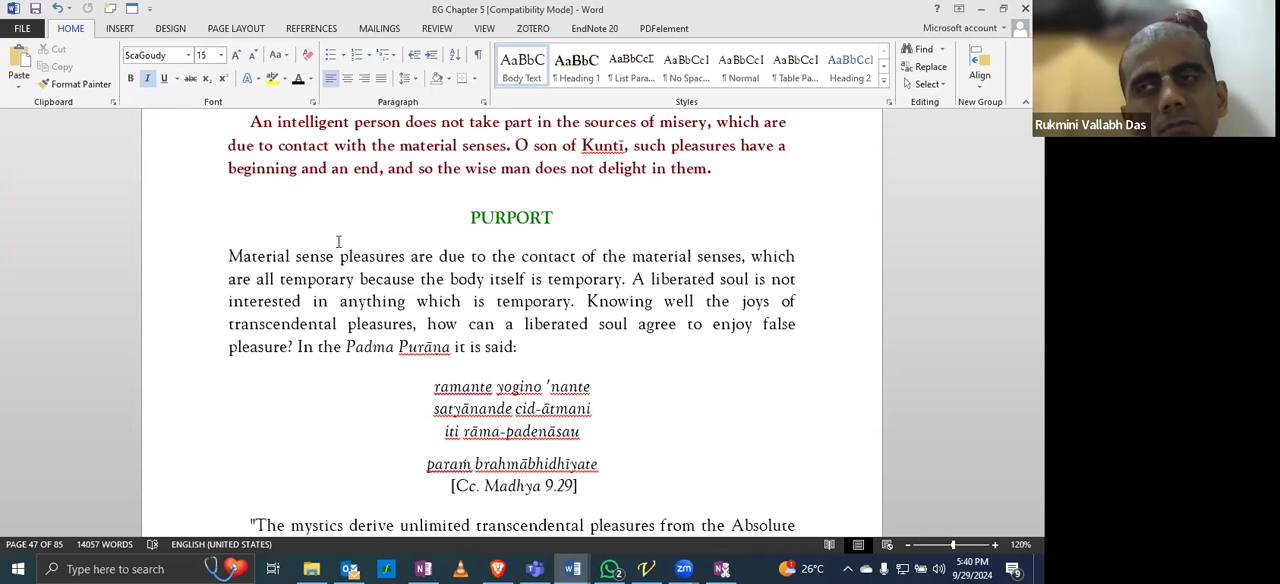 BG Chapter 5 [Compatibility Mode] - Word
FILE HOME INSERT DESIGN PAGE LAYOUT REFERENCES MAILINGS REVIEW VIEW ZOTERO EndNote 20 PDFelement Microsoft account
Paste Cut Copy Format Painter
ScaGoudy 15
AaBbC Body Text AaBbCc ¶ Heading 1 AaBbCcI ¶ List Para... AaBbCcI ¶ No Spac... AaBbCcI ¶ Normal AaBbCcI ¶ Table Pa... AaBbCcI Heading 2
Find Replace Select Align
Clipboard Font Paragraph Styles Editing New Group
Rukmini Vallabh Das
An intelligent person does not take part in the sources of misery, which are
due to contact with the material senses. O son of Kuntī, such pleasures have a
beginning and an end, and so the wise man does not delight in them.
PURPORT
Material sense pleasures are due to the contact of the material senses, which
are all temporary because the body itself is temporary. A liberated soul is not
interested in anything which is temporary. Knowing well the joys of
transcendental pleasures, how can a liberated soul agree to enjoy false
pleasure? In the Padma Purāṇa it is said:
ramante yogino 'nante
satyānande cid-ātmani
iti rāma-padenāsau
paraṁ brahmābhidhīyate
[Cc. Madhya 9.29]
"The mystics derive unlimited transcendental pleasures from the Absolute
PAGE 47 OF 85 14057 WORDS ENGLISH (UNITED STATES) 120%
Type here to search 26°C 5:40 PM
9/29/2024